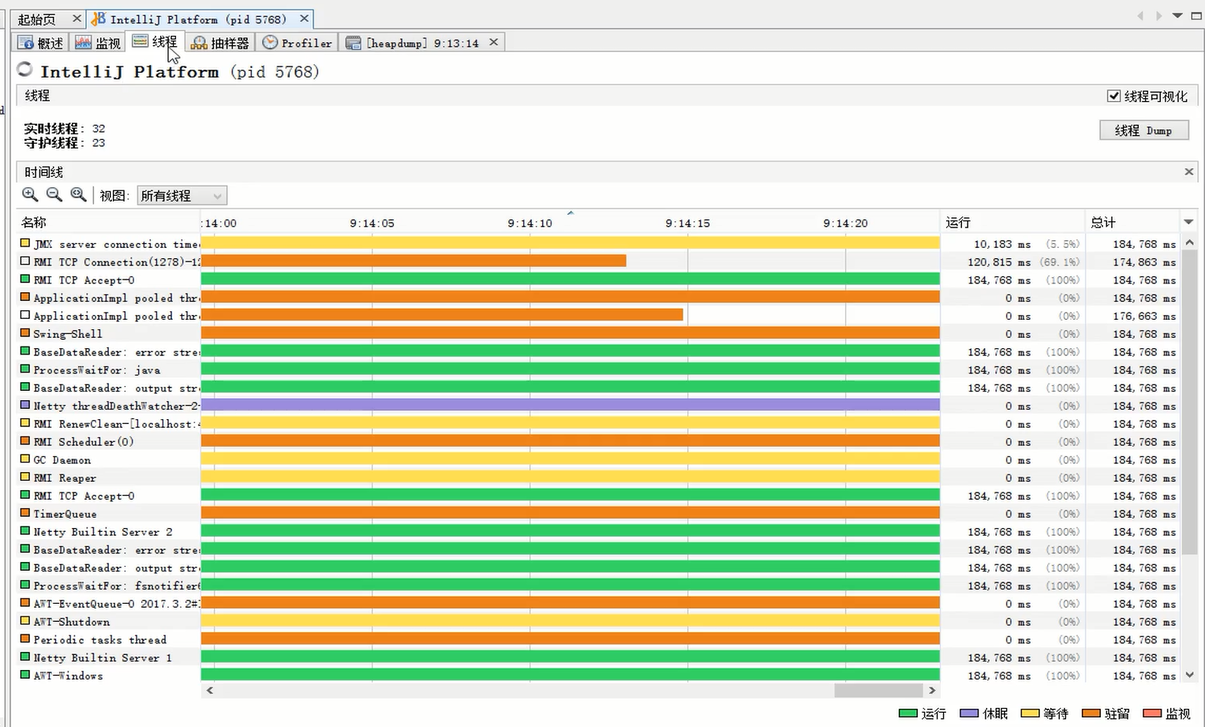 起始页
IntelliJ Platform (pid 5768)
概述 监视 线程 抽样器 Profiler [heapdump] 9:13:14
IntelliJ Platform (pid 5768)
线程 线程可视化
实时线程: 32
守护线程: 23
线程 Dump
时间线
视图: 所有线程
名称 :14:00 9:14:05 9:14:10 9:14:15 9:14:20 运行 总计
JMX server connection time 10,183 ms (5.5%) 184,768 ms
RMI TCP Connection(1278)-12 120,815 ms (69.1%) 174,863 ms
RMI TCP Accept-0 184,768 ms (100%) 184,768 ms
ApplicationImpl pooled thr 0 ms (0%) 184,768 ms
ApplicationImpl pooled thr 0 ms (0%) 176,663 ms
Swing-Shell 0 ms (0%) 184,768 ms
BaseDataReader: error stre 184,768 ms (100%) 184,768 ms
ProcessWaitFor: java 184,768 ms (100%) 184,768 ms
BaseDataReader: output str 184,768 ms (100%) 184,768 ms
Netty threadDeathWatcher-2- 0 ms (0%) 184,768 ms
RMI RenewClean-[localhost:4 0 ms (0%) 184,768 ms
RMI Scheduler(0) 0 ms (0%) 184,768 ms
GC Daemon 0 ms (0%) 184,768 ms
RMI Reaper 0 ms (0%) 184,768 ms
RMI TCP Accept-0 184,768 ms (100%) 184,768 ms
TimerQueue 0 ms (0%) 184,768 ms
Netty Builtin Server 2 184,768 ms (100%) 184,768 ms
BaseDataReader: error stre 184,768 ms (100%) 184,768 ms
BaseDataReader: output str 184,768 ms (100%) 184,768 ms
ProcessWaitFor: fsnotifier6 184,768 ms (100%) 184,768 ms
AWT-EventQueue-0 2017.3.2# 0 ms (0%) 184,768 ms
AWT-Shutdown 0 ms (0%) 184,768 ms
Periodic tasks thread 0 ms (0%) 184,768 ms
Netty Builtin Server 1 184,768 ms (100%) 184,768 ms
AWT-Windows 184,768 ms (100%) 184,768 ms
运行 休眠 等待 驻留 监视